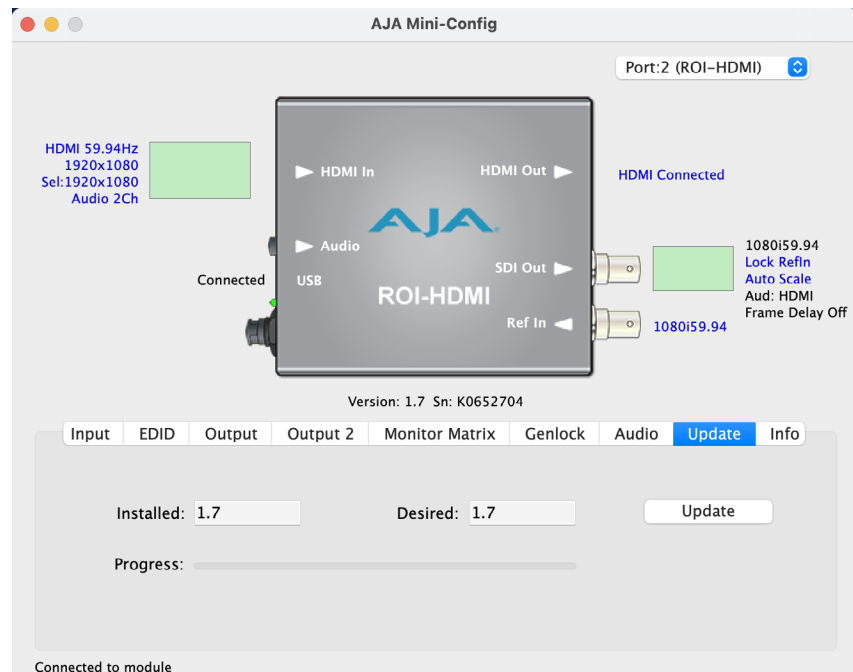 AJA Mini-Config
Port:2 (ROI-HDMI)
HDMI 59.94Hz
1920x1080
Sel:1920x1080
Audio 2Ch
HDMI In
HDMI Out
HDMI Connected
AJA
Audio
Connected
USB
ROI-HDMI
SDI Out
Ref In
1080i59.94
Lock RefIn
Auto Scale
Aud: HDMI
Frame Delay Off
1080i59.94
Version: 1.7 Sn: K0652704
Input EDID Output Output 2 Monitor Matrix Genlock Audio Update Info
Installed: 1.7 Desired: 1.7 Update
Progress:
Connected to module